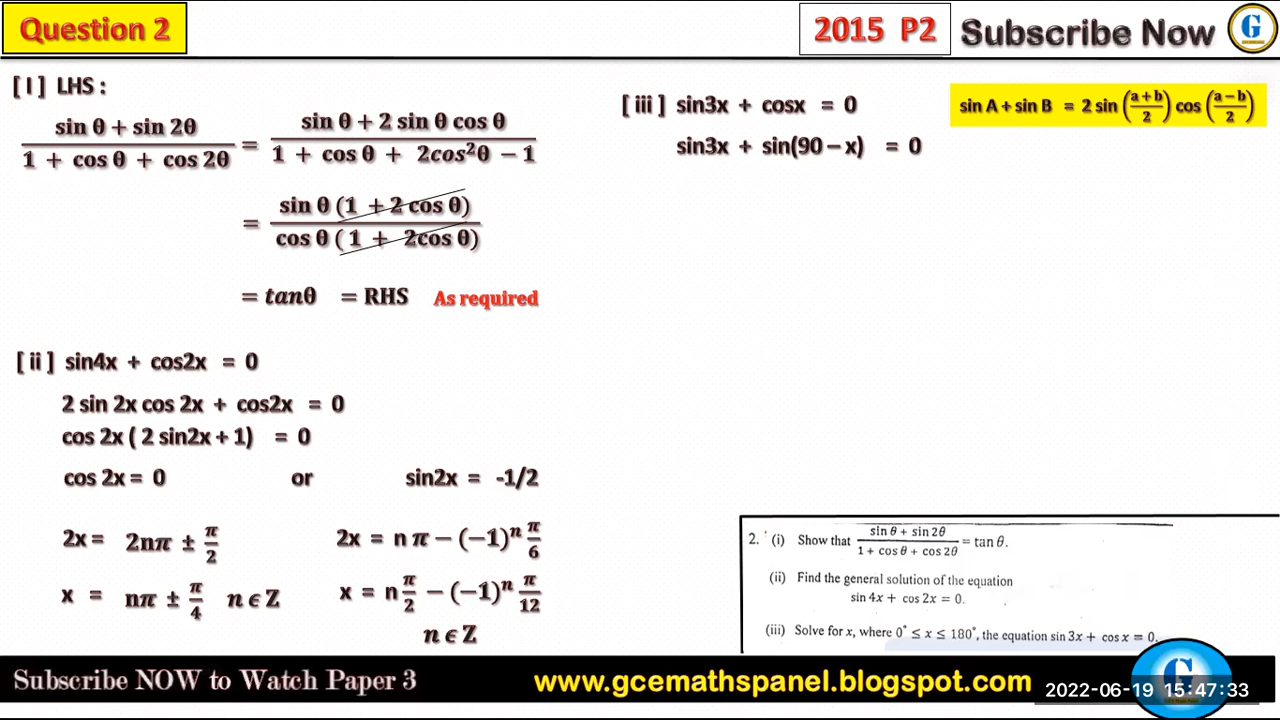 Question 2
2015 P2
Subscribe Now
G
[ I ] LHS :
sin θ + sin 2θ / 1 + cos θ + cos 2θ = sin θ + 2 sin θ cos θ / 1 + cos θ + 2cos²θ − 1
= sin θ (1 + 2 cos θ) / cos θ ( 1 + 2cos θ)
= tanθ = RHS As required
[ ii ] sin4x + cos2x = 0
2 sin 2x cos 2x + cos2x = 0
cos 2x ( 2 sin2x + 1) = 0
cos 2x = 0 or sin2x = -1/2
2x = 2nπ ± π/2
x = nπ ± π/4 n ϵ Z
2x = n π − (−1)ⁿ π/6
x = n π/2 − (−1)ⁿ π/12
n ϵ Z
[ iii ] sin3x + cosx = 0
sin3x + sin(90 – x) = 0
sin A + sin B = 2 sin (a + b / 2) cos (a − b / 2)
2. (i) Show that sin θ + sin 2θ / 1 + cos θ + cos 2θ = tan θ.
(ii) Find the general solution of the equation
sin 4x + cos 2x = 0.
(iii) Solve for x, where 0° ≤ x ≤ 180°, the equation sin 3x + cos x = 0.
Subscribe NOW to Watch Paper 3
www.gcemathspanel.blogspot.com
G
2022-06-19 15:47:33